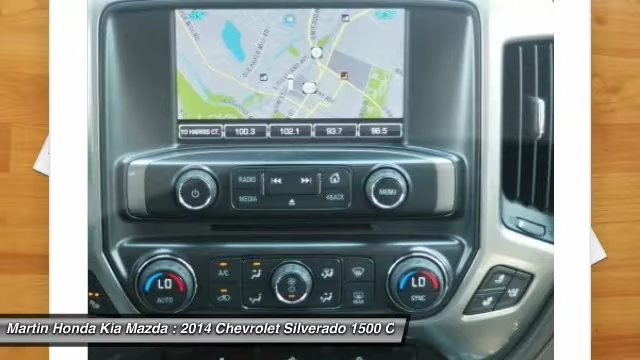 10 HARRIS CT. 100.3 102.1 93.7 96.5
RADIO
MEDIA
BACK
MENU
A/C
REAR
LO
AUTO
LO
SYNC
Martin Honda Kia Mazda : 2014 Chevrolet Silverado 1500 C